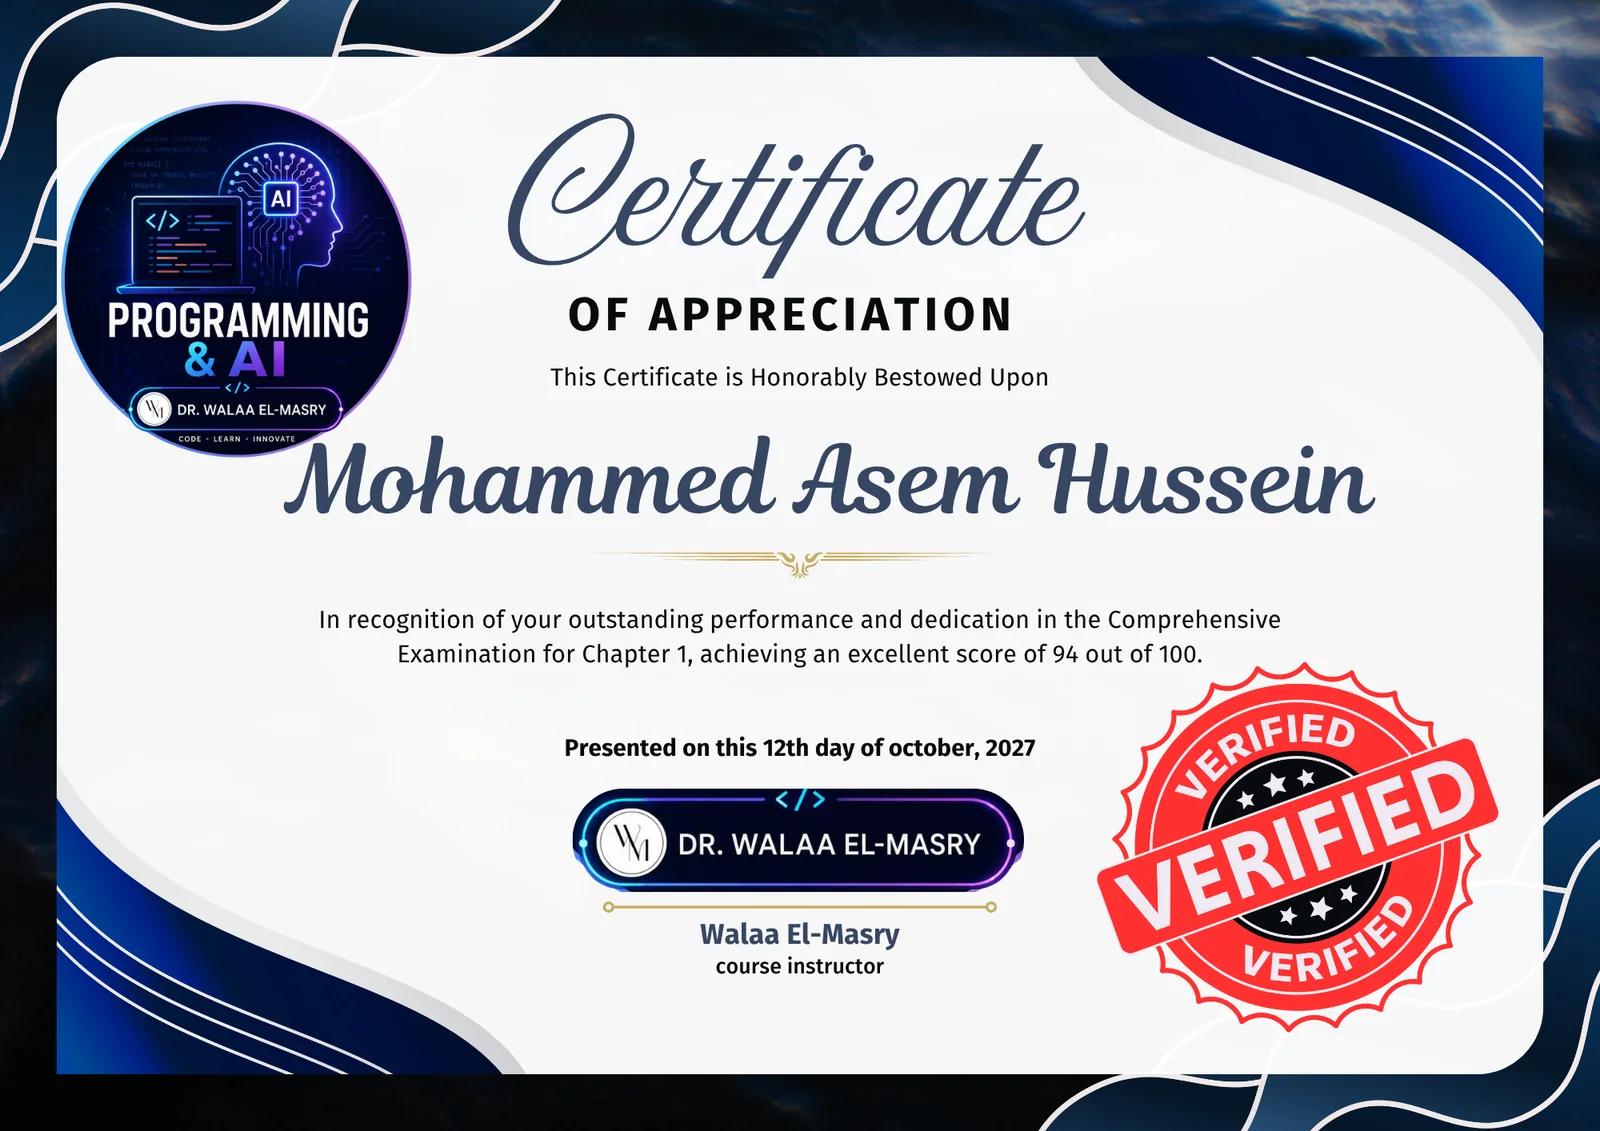 Certificate
OF APPRECIATION
This Certificate is Honorably Bestowed Upon
AI
</>
PROGRAMMING
& AI
</>
WM DR. WALAA EL-MASRY
CODE • LEARN • INNOVATE
Mohammed Asem Hussein
In recognition of your outstanding performance and dedication in the Comprehensive
Examination for Chapter 1, achieving an excellent score of 94 out of 100.
Presented on this 12th day of october, 2027
</>
WM DR. WALAA EL-MASRY
Walaa El-Masry
course instructor
VERIFIED
VERIFIED
VERIFIED